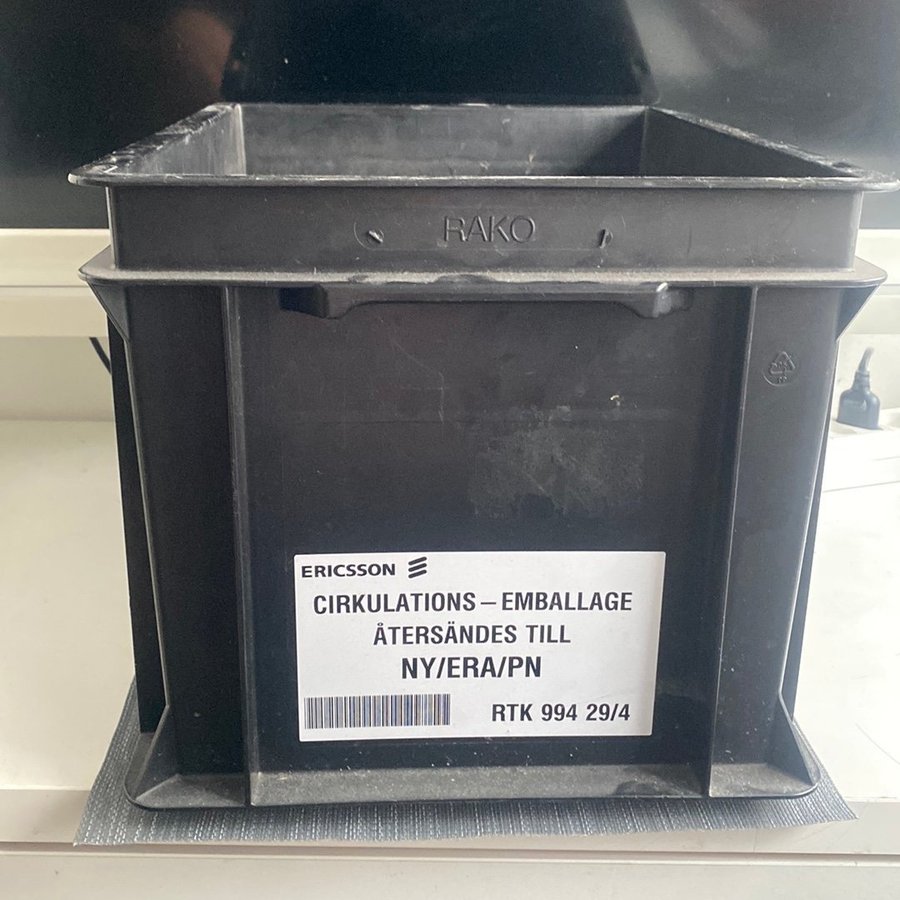 RAKO
ERICSSON
CIRKULATIONS – EMBALLAGE
ÅTERSÄNDES TILL
NY/ERA/PN
RTK 994 29/4